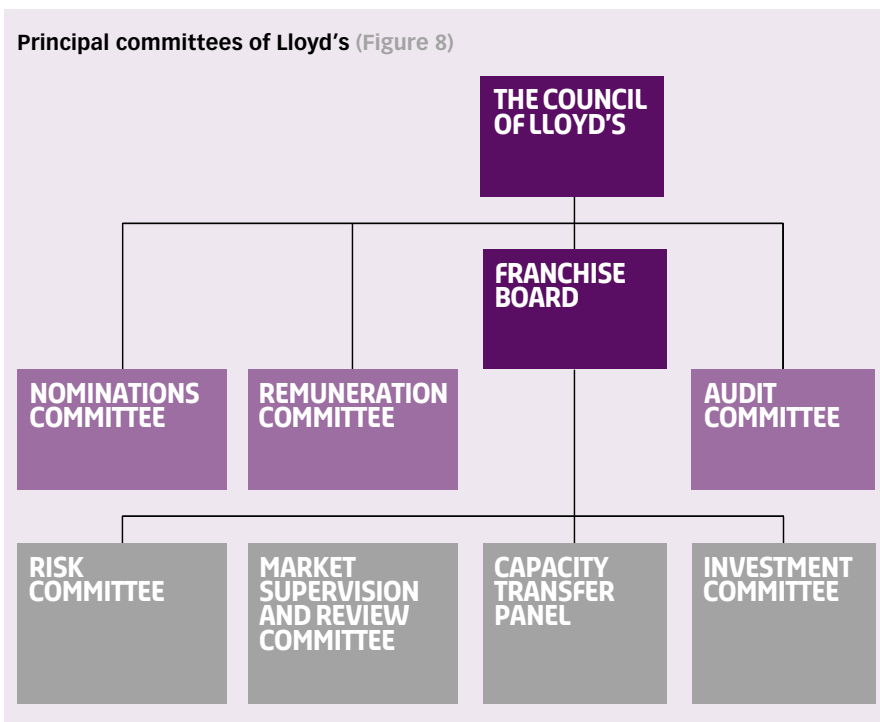 Principal committees of Lloyd's (Figure 8)
THE COUNCIL
OF LLOYD'S
FRANCHISE
BOARD
NOMINATIONS
COMMITTEE
REMUNERATION
COMMITTEE
AUDIT
COMMITTEE
RISK
COMMITTEE
MARKET
SUPERVISION
AND REVIEW
COMMITTEE
CAPACITY
TRANSFER
PANEL
INVESTMENT
COMMITTEE